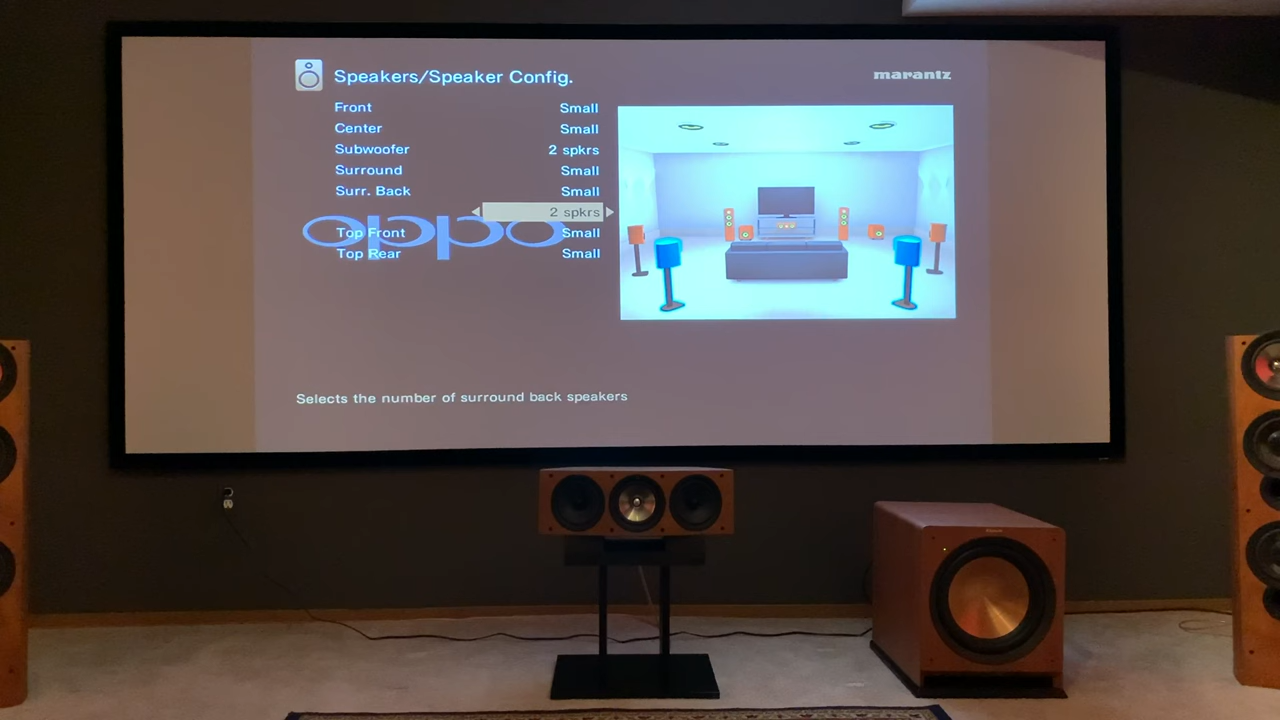 Speakers/Speaker Config.
marantz
Front Small
Center Small
Subwoofer 2 spkrs
Surround Small
Surr. Back Small
2 spkrs
oppo
Top Front Small
Top Rear Small
Selects the number of surround back speakers